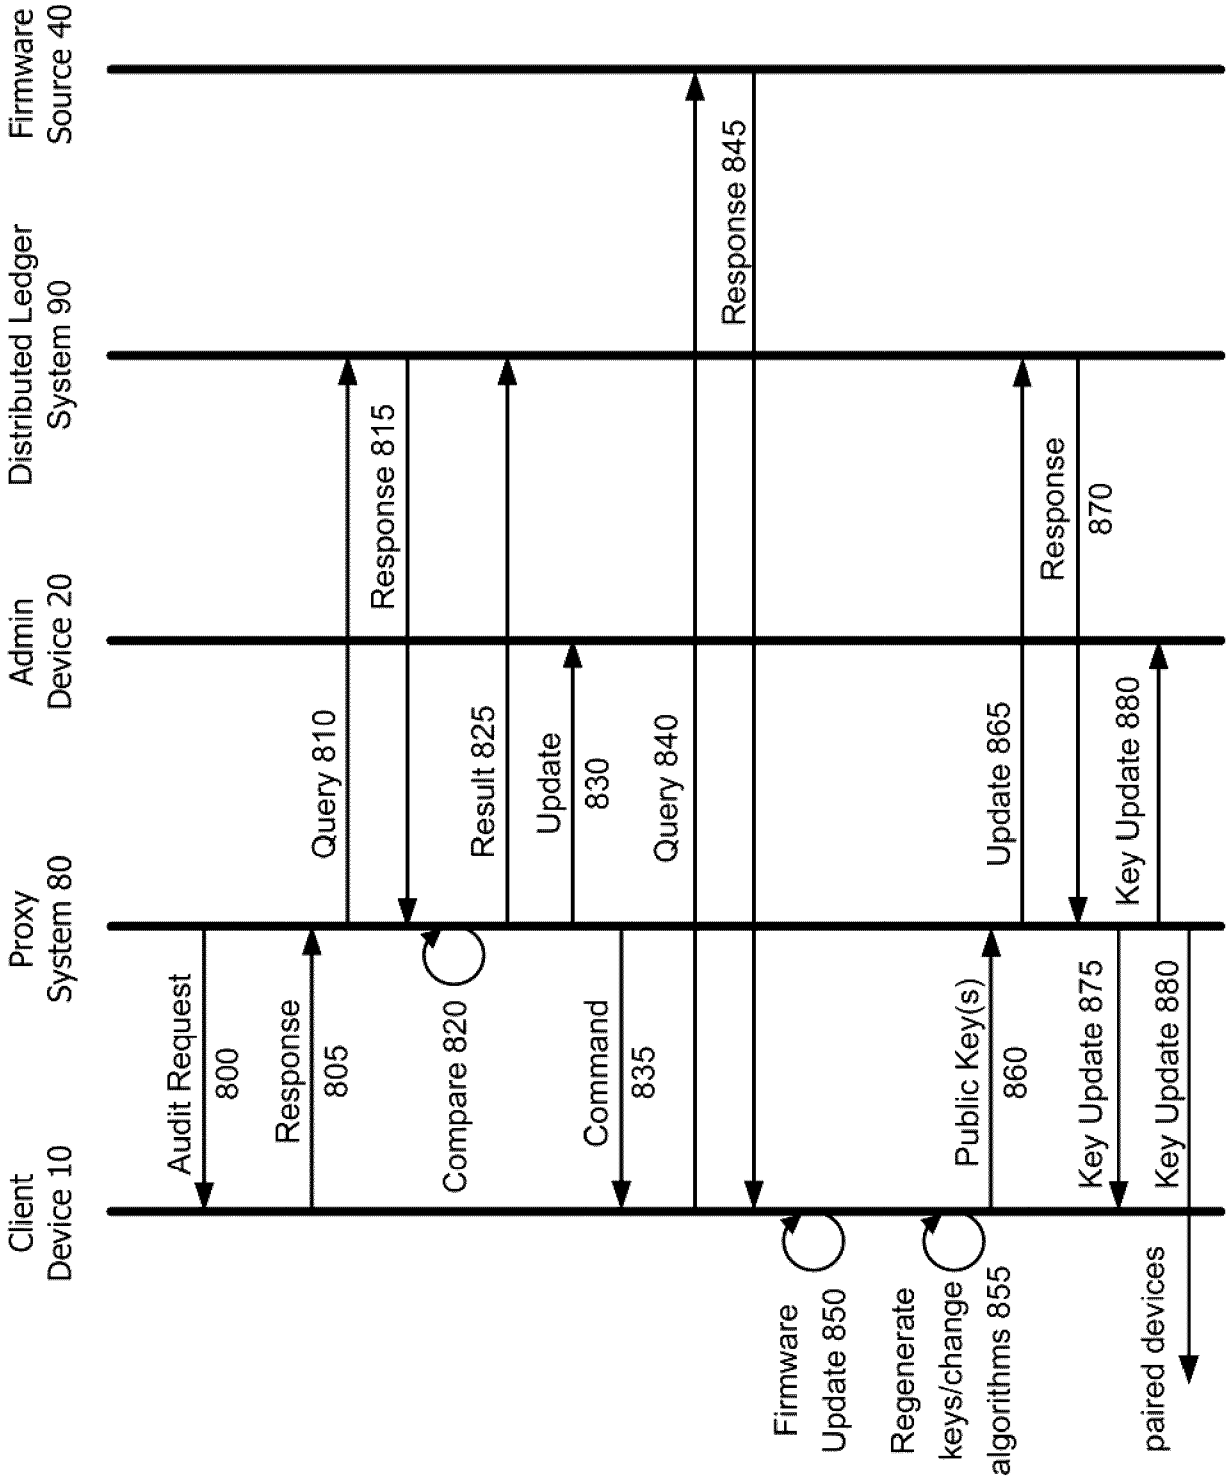 Client
Device 10
Proxy
System 80
Admin
Device 20
Distributed Ledger
System 90
Firmware
Source 40
Audit Request
800
Response
805
Query 810
Response 815
Compare 820
Result 825
Update
830
Command
835
Query 840
Response 845
Firmware
Update 850
Regenerate
keys/change
algorithms 855
Public Key(s)
860
Update 865
Response
870
Key Update 875
Key Update 880
Key Update 880
paired devices